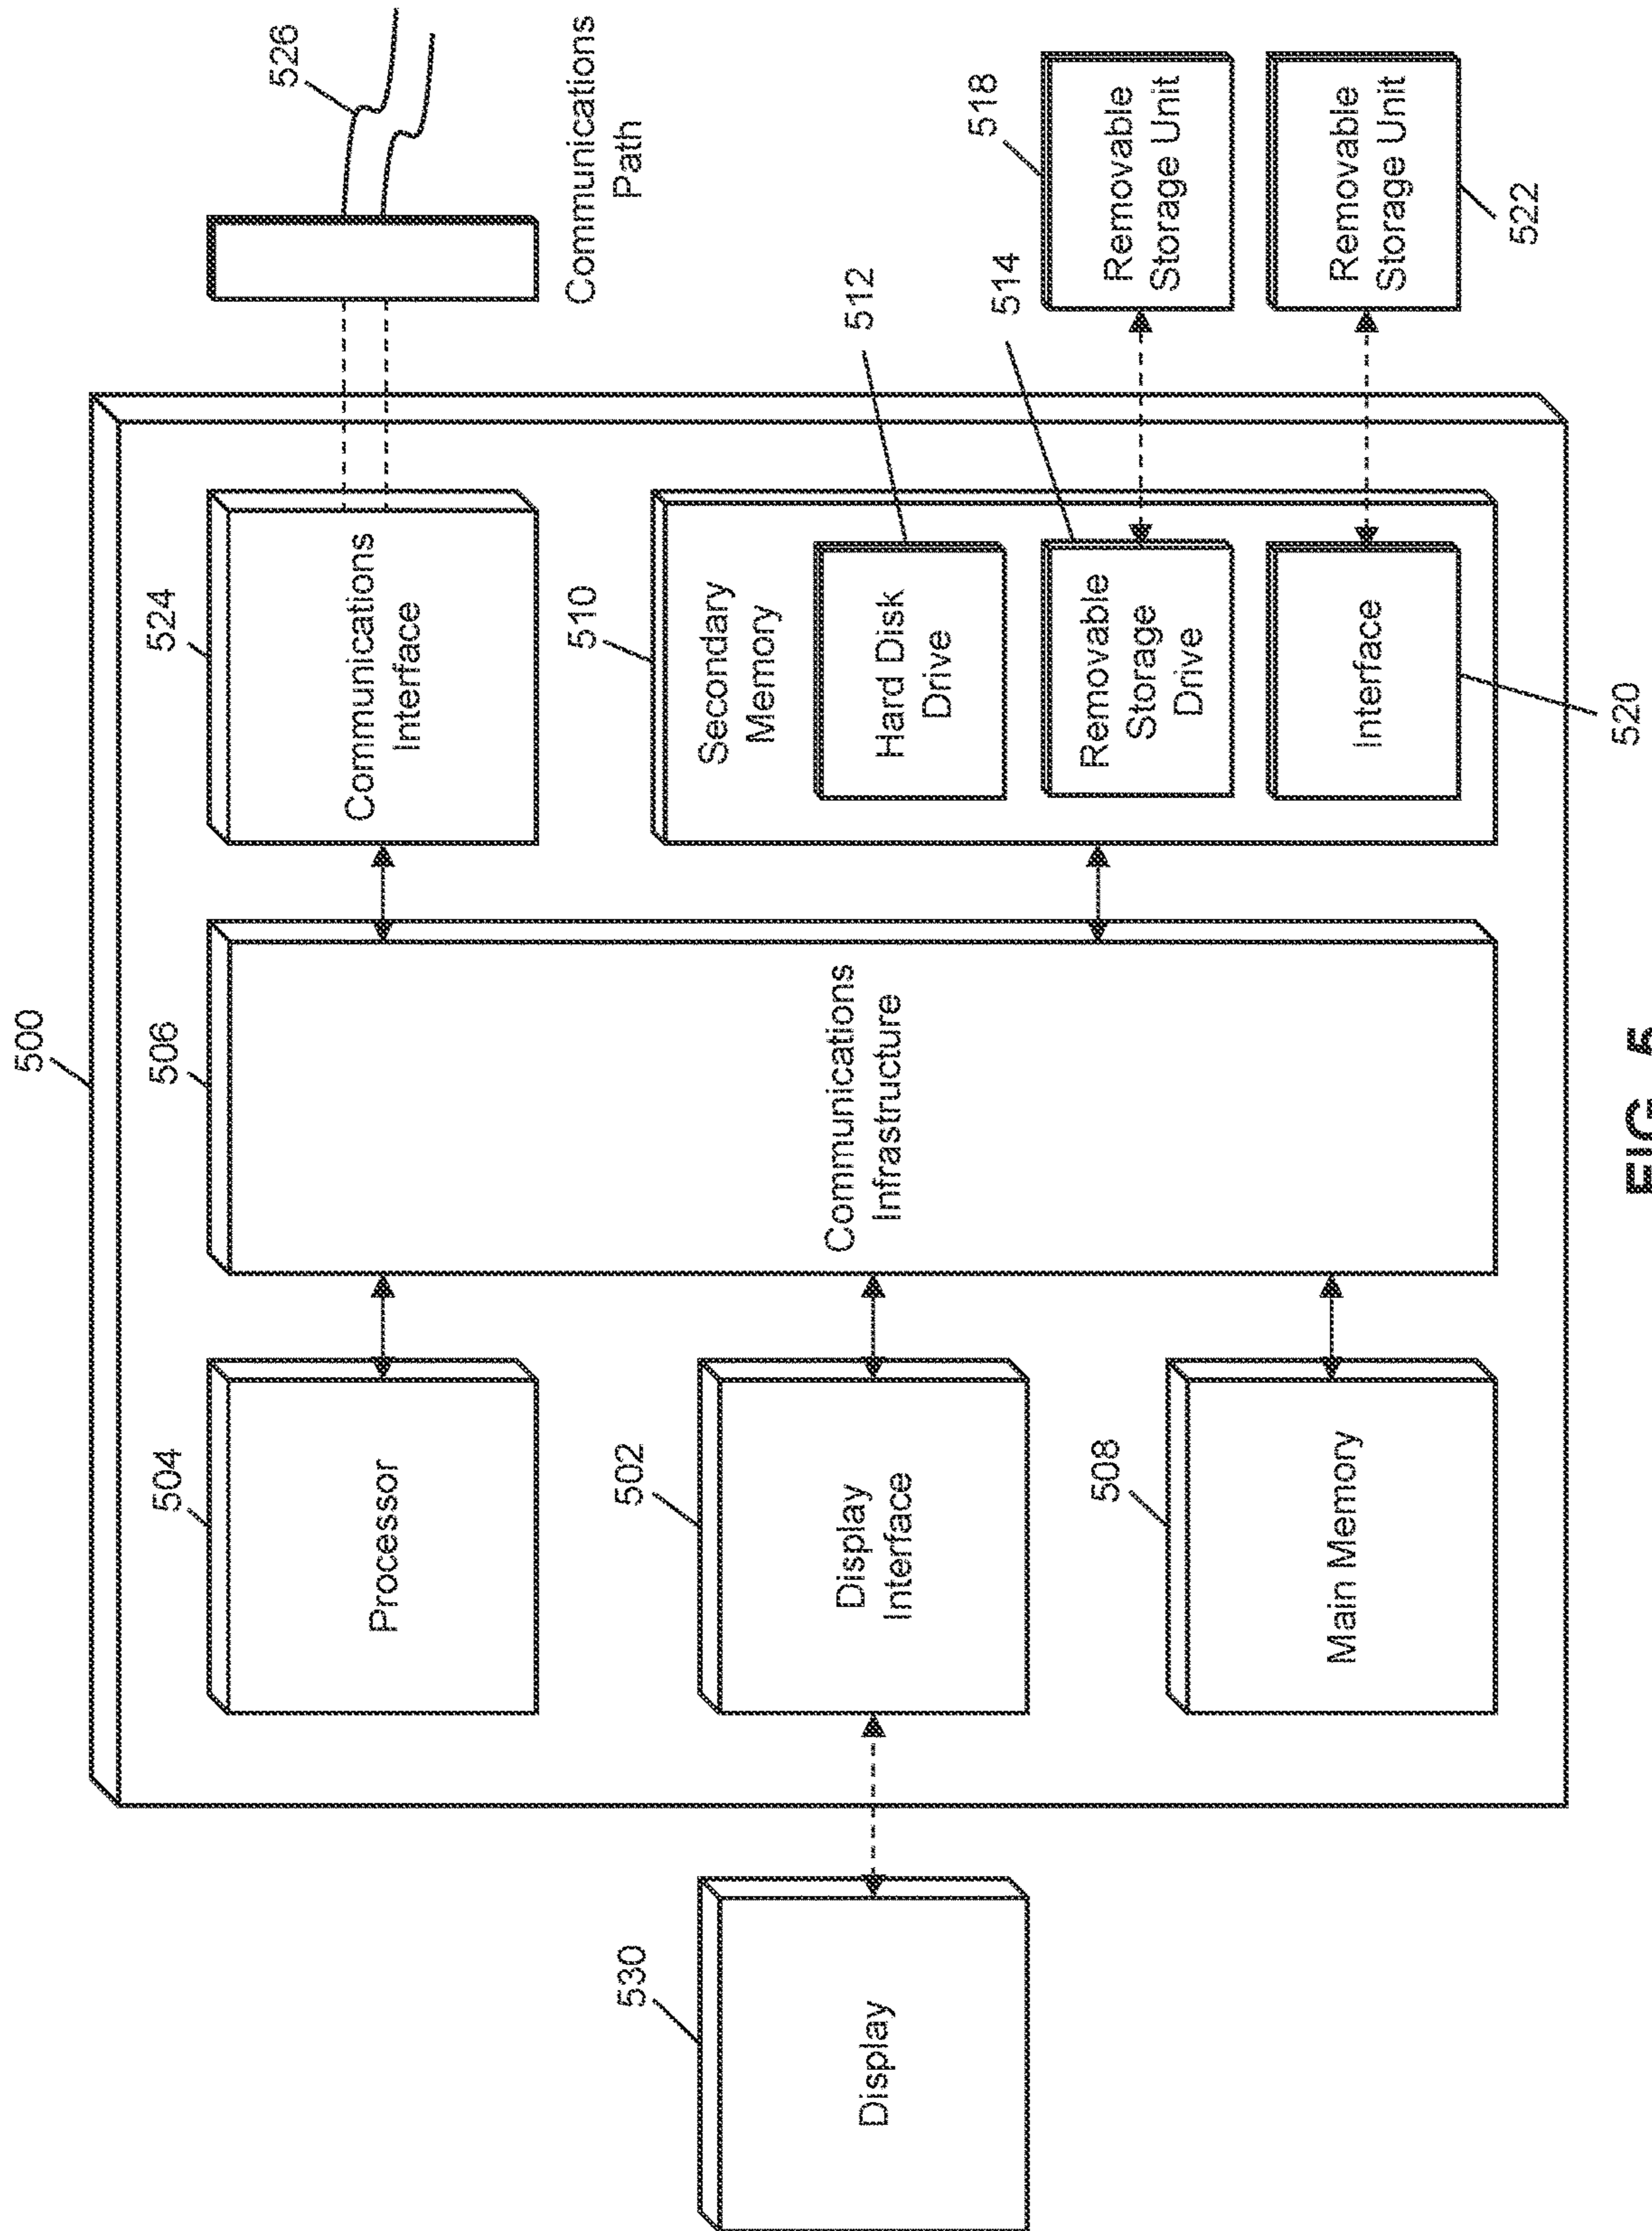 500
504
Processor
506
524
Communications
Interface
526
Communications
Path
530
Display
502
Display
Interface
Communications
Infrastructure
510
Secondary
Memory
512
Hard Disk
Drive
514
Removable
Storage
Drive
518
Removable
Storage Unit
508
Main Memory
Interface
520
Removable
Storage Unit
522
FIG. 5